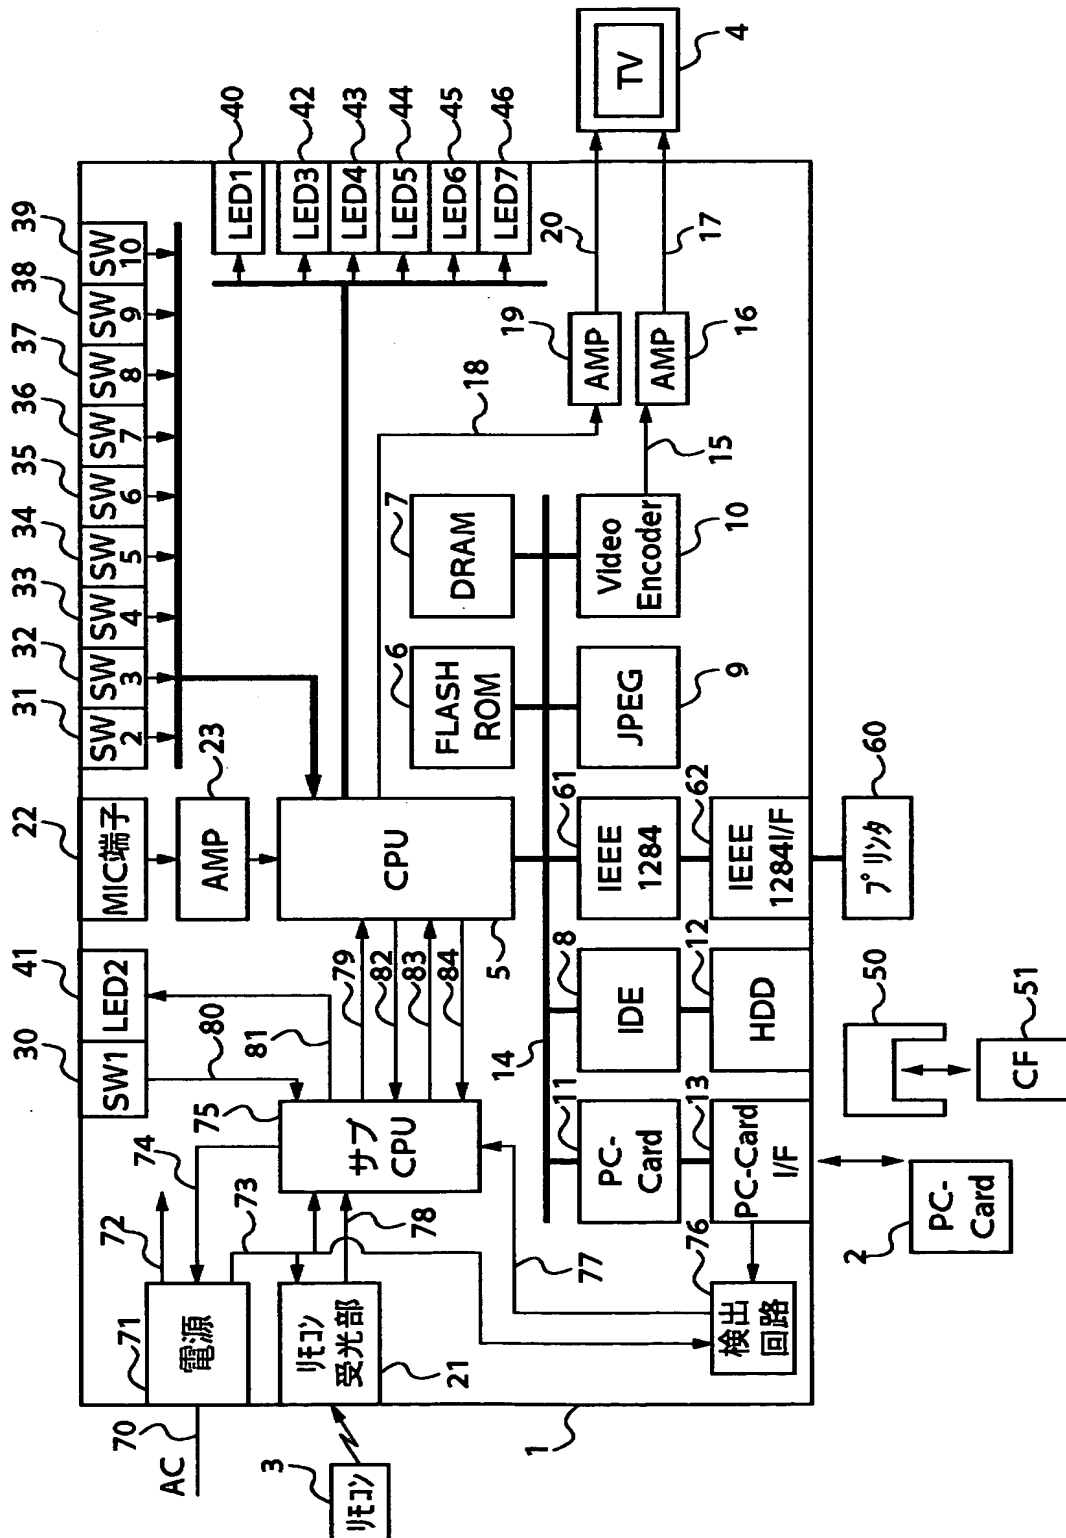 30
41
22
31
32
33
34
35
36
37
38
39
SW1
LED2
MIC端子
SW
2
SW
3
SW
4
SW
5
SW
6
SW
7
SW
8
SW
9
SW
10
AC
70
71
電源
72
74
73
75
サブ
CPU
80
81
79
82
83
84
23
AMP
CPU
5
LED1
40
LED3
42
LED4
43
LED5
44
LED6
45
LED7
46
3
リモコン
リモコン
受光部
21
78
77
6
FLASH
ROM
7
DRAM
18
19
AMP
20
AMP
16
17
15
TV
4
14
11
PC-
Card
8
IDE
61
IEEE
1284
JPEG
9
Video
Encoder
10
1
76
検出
回路
13
PC-Card
I/F
12
HDD
62
IEEE
1284I/F
2
PC-
Card
50
CF
51
プリンタ
60